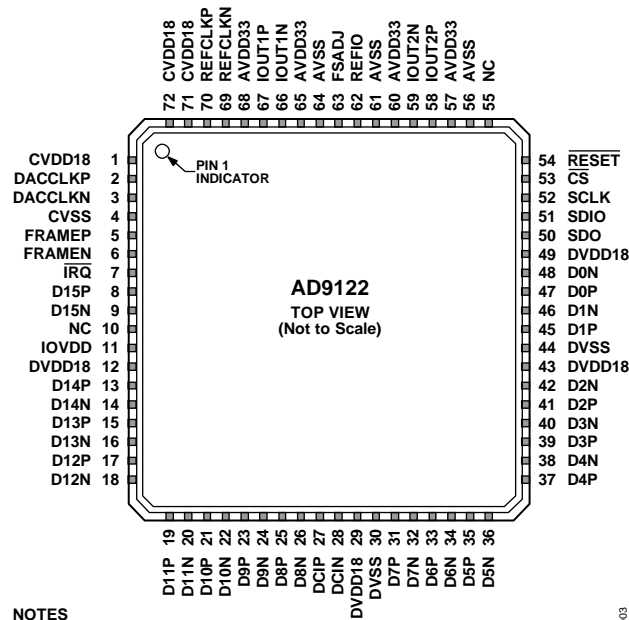 72 CVDD18
71 CVDD18
70 REFCLKP
69 REFCLKN
68 AVDD33
67 IOUT1P
66 IOUT1N
65 AVDD33
64 AVSS
63 FSADJ
62 REFIO
61 AVSS
60 AVDD33
59 IOUT2N
58 IOUT2P
57 AVDD33
56 AVSS
55 NC
CVDD18 1
DACCLKP 2
DACCLKN 3
CVSS 4
FRAMEP 5
FRAMEN 6
IRQ 7
D15P 8
D15N 9
NC 10
IOVDD 11
DVDD18 12
D14P 13
D14N 14
D13P 15
D13N 16
D12P 17
D12N 18
PIN 1
INDICATOR
AD9122
TOP VIEW
(Not to Scale)
54 RESET
53 CS
52 SCLK
51 SDIO
50 SDO
49 DVDD18
48 D0N
47 D0P
46 D1N
45 D1P
44 DVSS
43 DVDD18
42 D2N
41 D2P
40 D3N
39 D3P
38 D4N
37 D4P
D11P 19
D11N 20
D10P 21
D10N 22
D9P 23
D9N 24
D8P 25
D8N 26
DCIP 27
DCIN 28
DVDD18 29
DVSS 30
D7P 31
D7N 32
D6P 33
D6N 34
D5P 35
D5N 36
NOTES